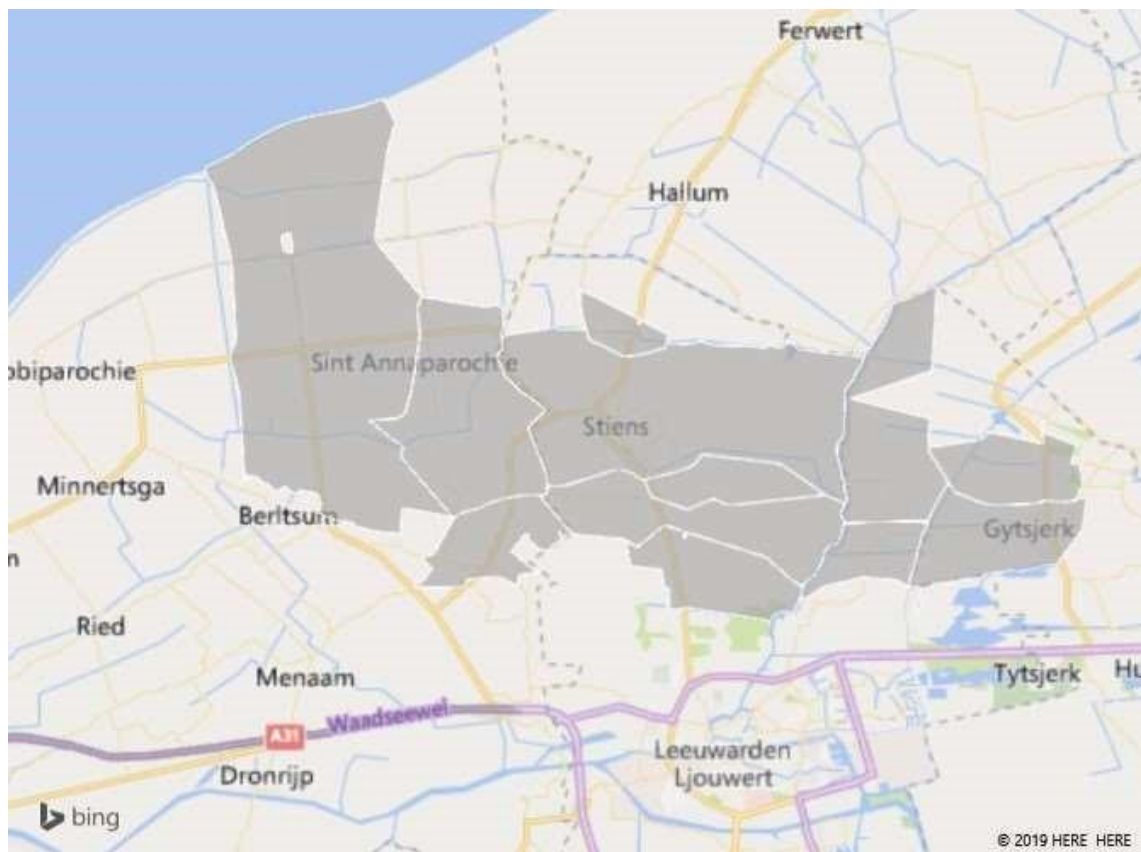 Ferwert
Hallum
Sint Annaparochie
obiparochie
Stiens
Minnertsga
Berltsum
Gytsjerk
n
Ried
Menaam
Tytsjerk
Hu
Waadseewei
A31
Leeuwarden
Ljouwert
Dronrijp
bing
© 2019 HERE HERE